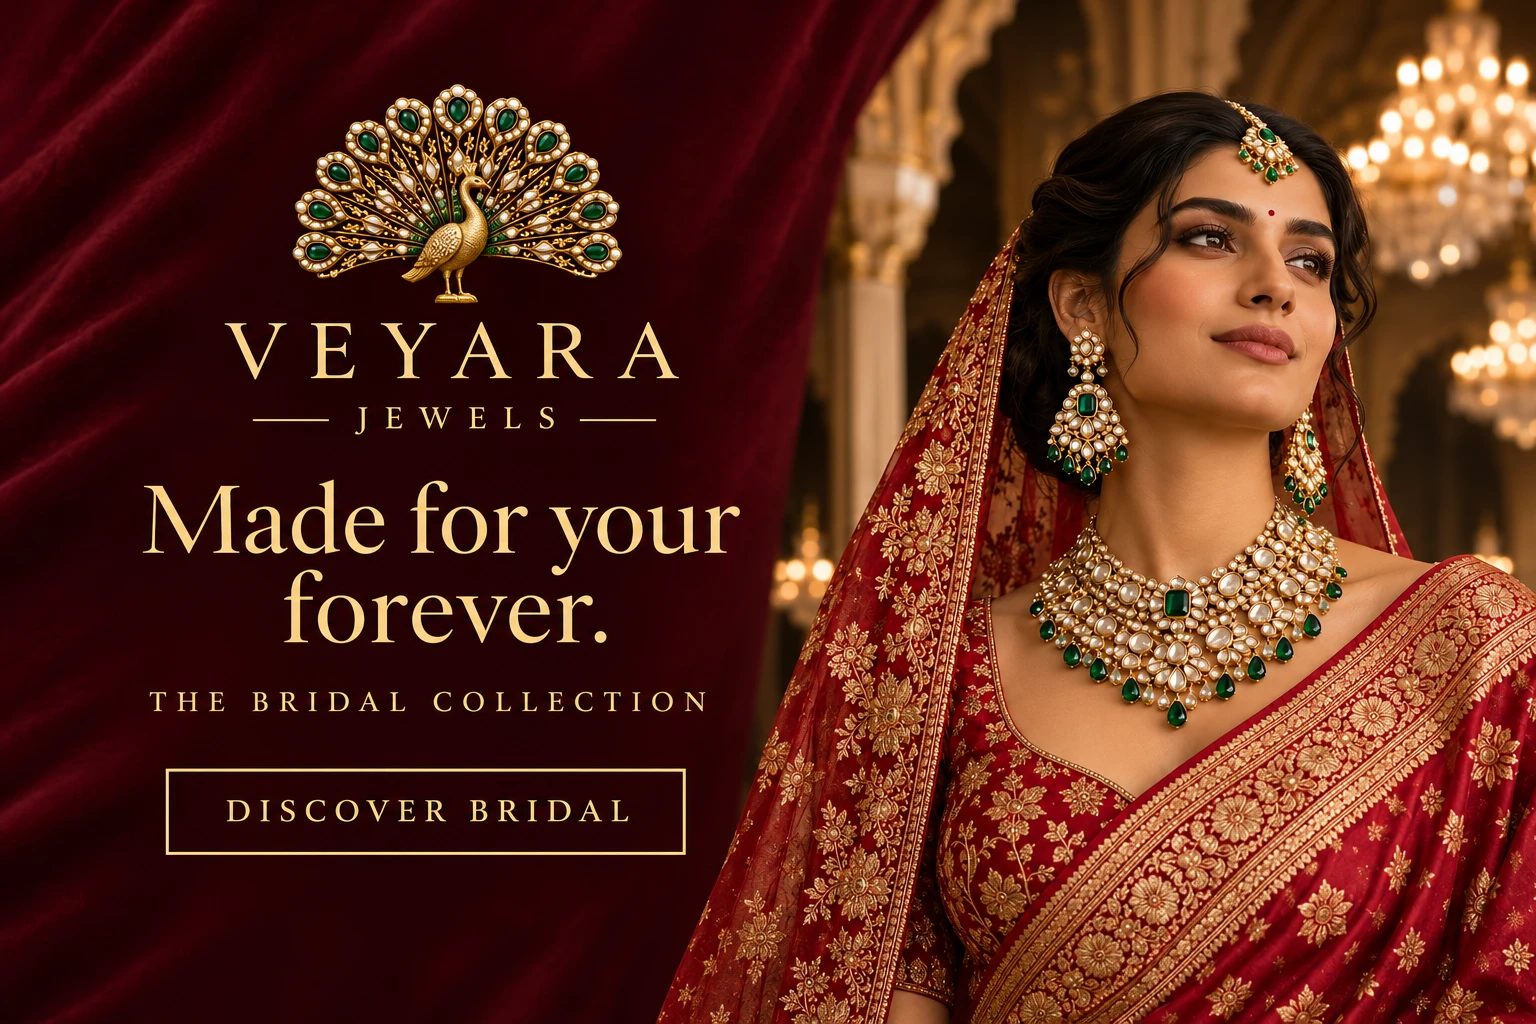 VEYARA
JEWELS
Made for your
forever.
THE BRIDAL COLLECTION
DISCOVER BRIDAL